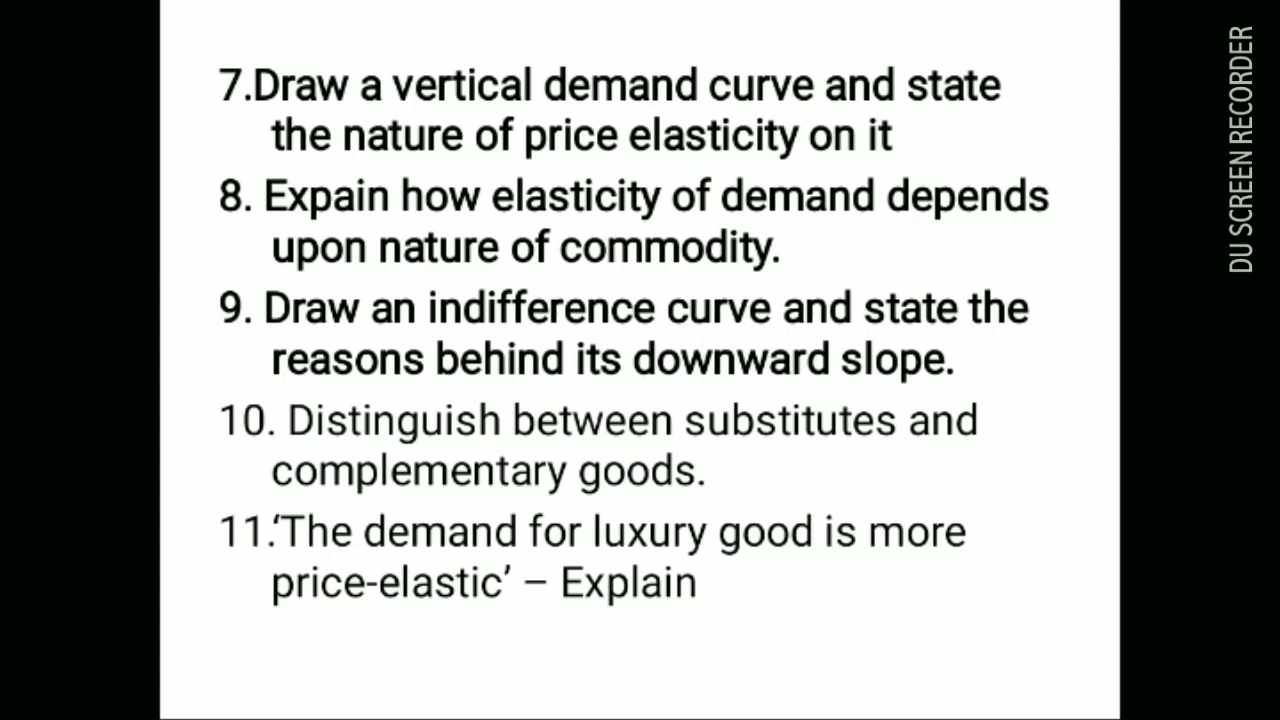 7.Draw a vertical demand curve and state
the nature of price elasticity on it
8. Expain how elasticity of demand depends
upon nature of commodity.
9. Draw an indifference curve and state the
reasons behind its downward slope.
10. Distinguish between substitutes and
complementary goods.
11.‘The demand for luxury good is more
price-elastic’ – Explain
DU SCREEN RECORDER